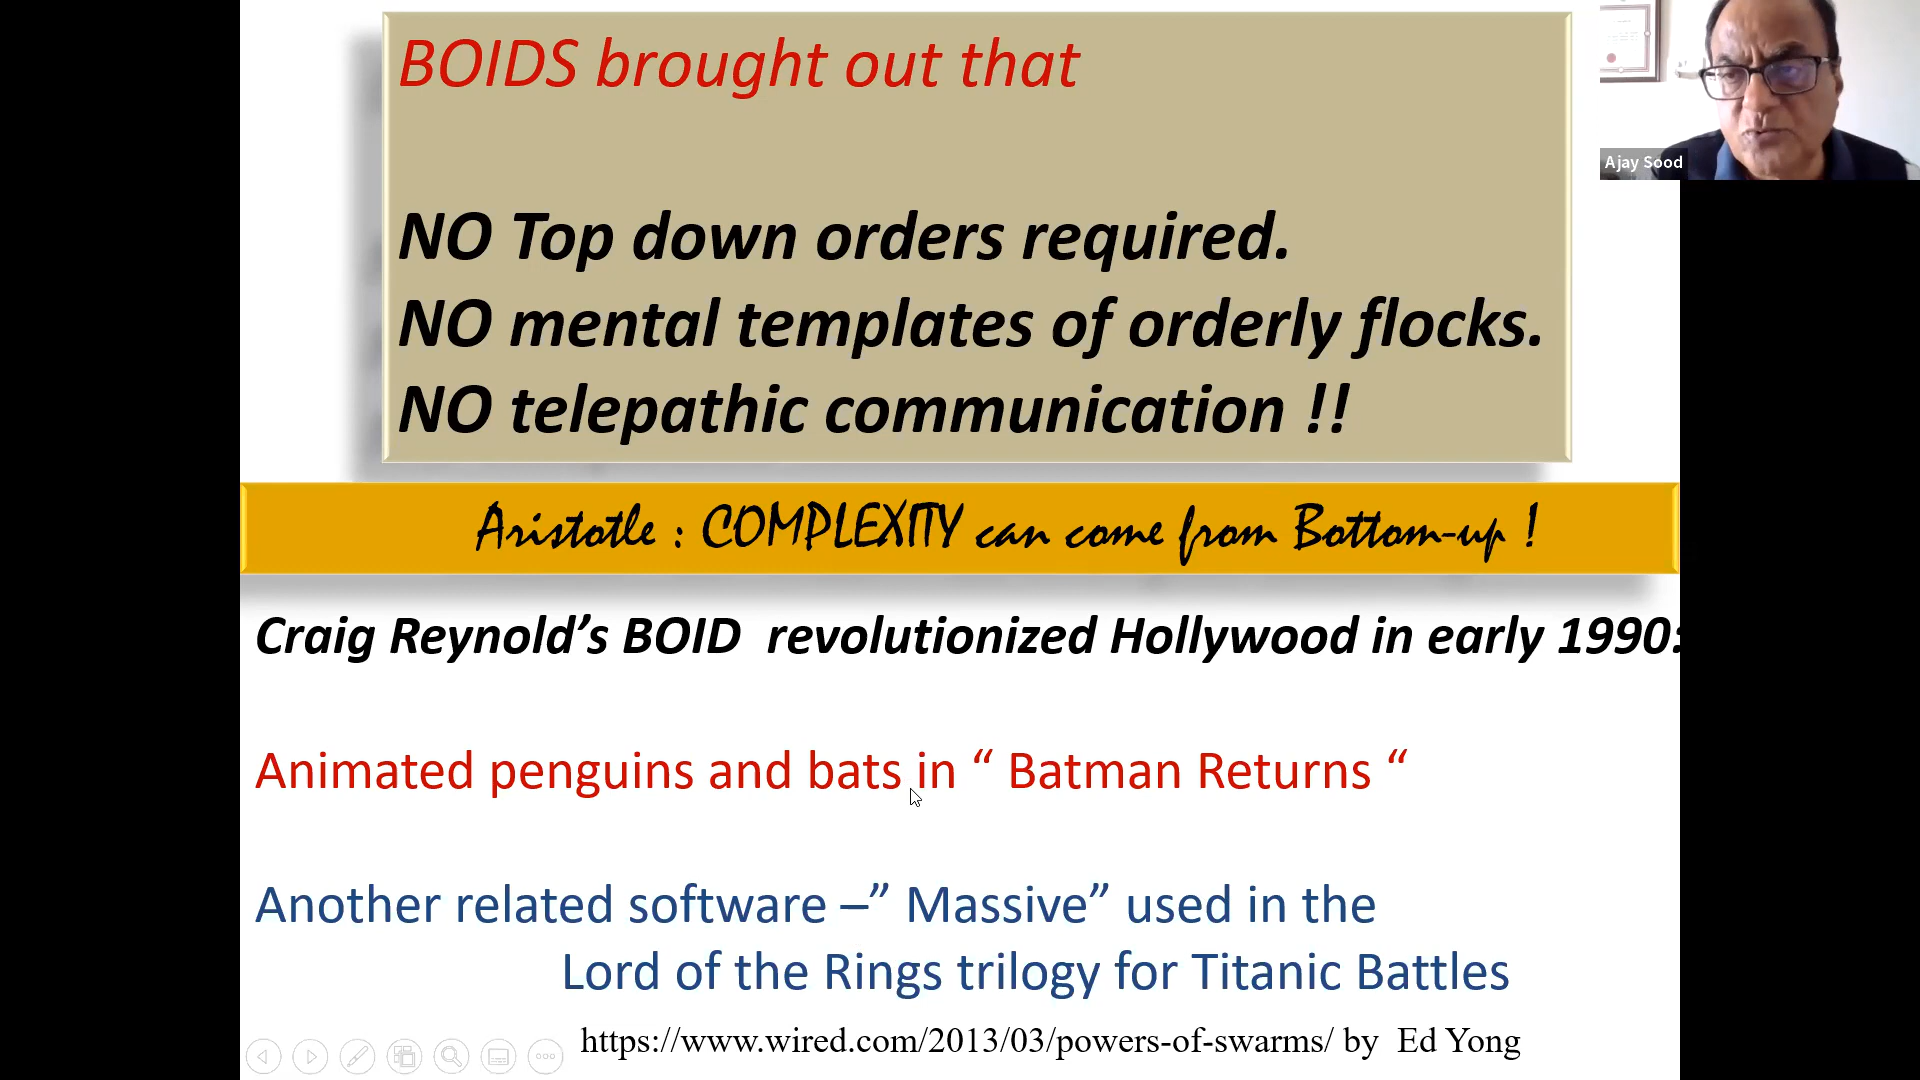 BOIDS brought out that
NO Top down orders required.
NO mental templates of orderly flocks.
NO telepathic communication !!
Aristotle : COMPLEXITY can come from Bottom-up !
Craig Reynold’s BOID revolutionized Hollywood in early 1990s
Animated penguins and bats in “ Batman Returns “
Another related software –” Massive” used in the
Lord of the Rings trilogy for Titanic Battles
https://www.wired.com/2013/03/powers-of-swarms/ by Ed Yong
Ajay Sood